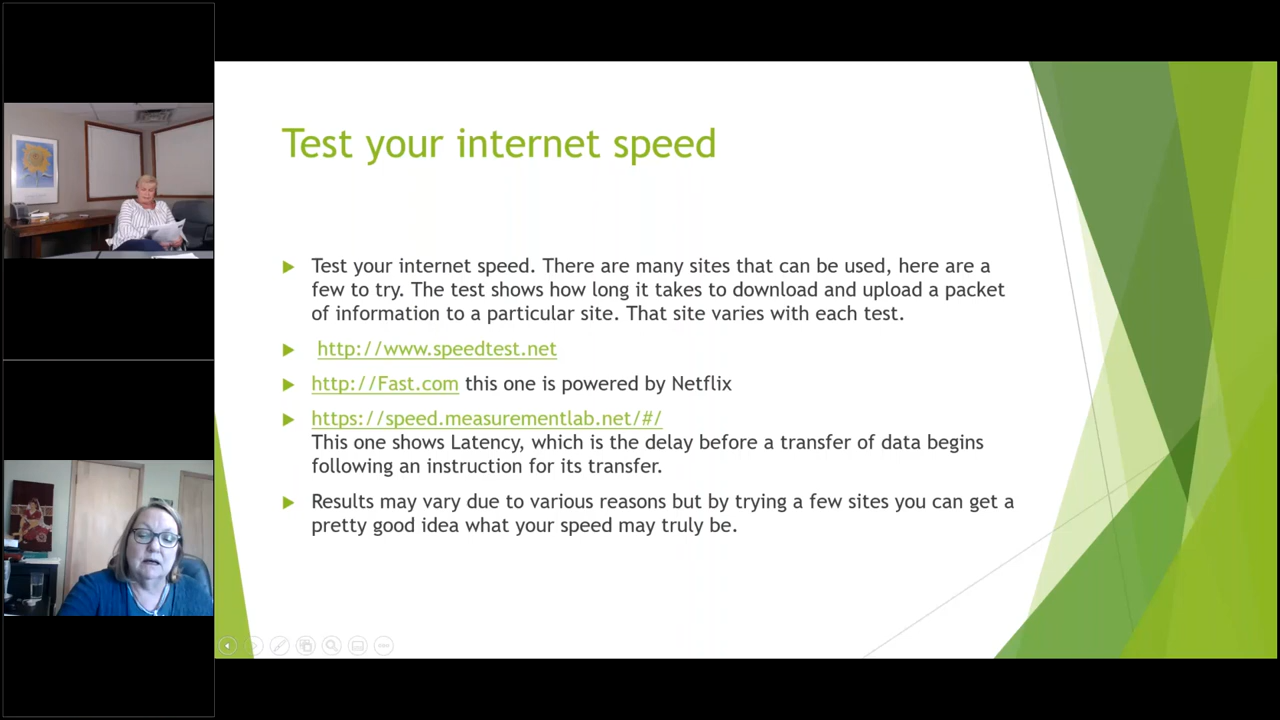 Test your internet speed
Test your internet speed. There are many sites that can be used, here are a
few to try. The test shows how long it takes to download and upload a packet
of information to a particular site. That site varies with each test.
http://www.speedtest.net
http://Fast.com this one is powered by Netflix
https://speed.measurementlab.net/#/
This one shows Latency, which is the delay before a transfer of data begins
following an instruction for its transfer.
Results may vary due to various reasons but by trying a few sites you can get a
pretty good idea what your speed may truly be.